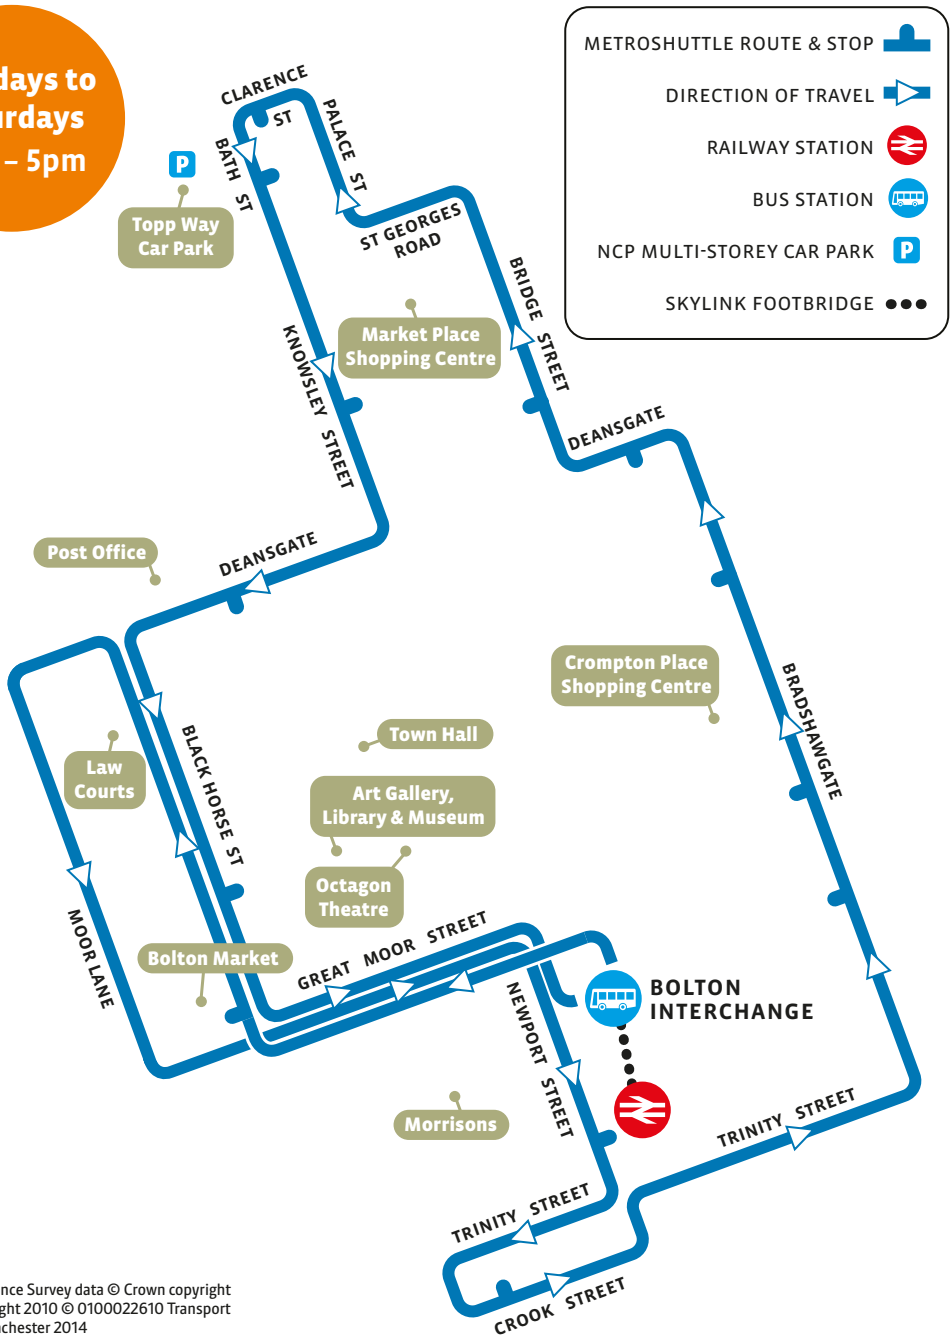 days to
urdays
– 5pm
METROSHUTTLE ROUTE & STOP
DIRECTION OF TRAVEL
RAILWAY STATION
BUS STATION
NCP MULTI-STOREY CAR PARK
P
SKYLINK FOOTBRIDGE
CLARENCE
ST
PALACE ST
BATH ST
P
Topp Way
Car Park
ST GEORGES
ROAD
BRIDGE STREET
Market Place
Shopping Centre
KNOWSLEY STREET
DEANSGATE
DEANSGATE
Post Office
Crompton Place
Shopping Centre
BRADSHAWGATE
Town Hall
Law
Courts
BLACK HORSE ST
Art Gallery,
Library & Museum
Octagon
Theatre
MOOR LANE
Bolton Market
GREAT MOOR STREET
BOLTON
INTERCHANGE
NEWPORT STREET
Morrisons
TRINITY STREET
TRINITY STREET
CROOK STREET
nce Survey data © Crown copyright
ght 2010 © 0100022610 Transport
nchester 2014